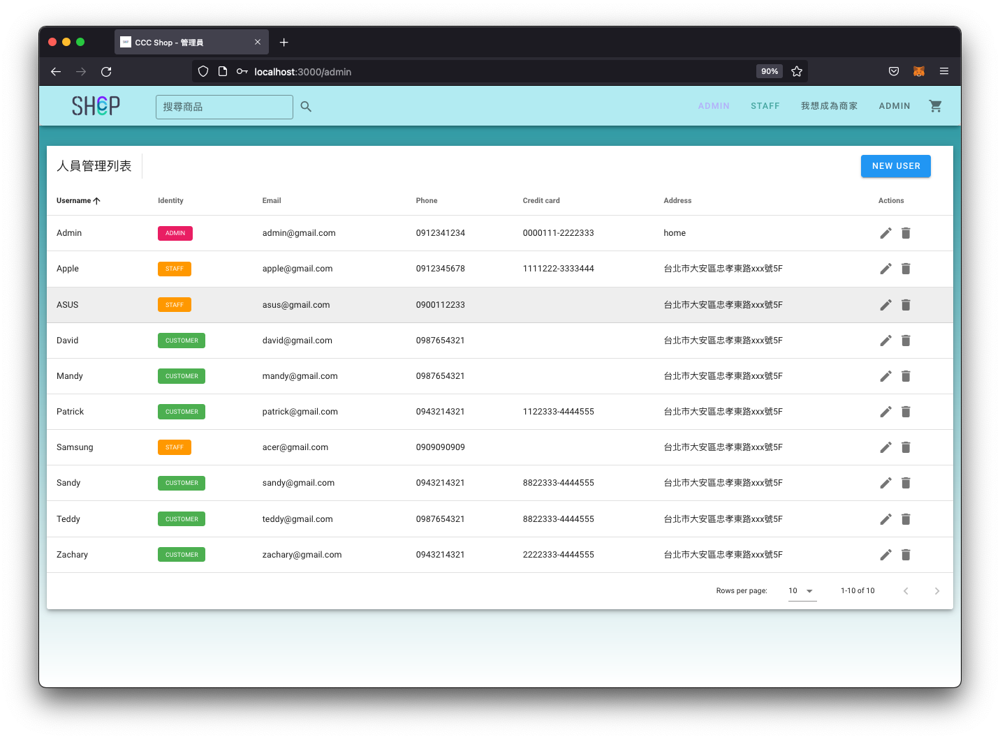 CCC Shop - 管理員
localhost:3000/admin 90%
SHOP 搜尋商品 ADMIN STAFF 我想成為商家 ADMIN
人員管理列表 NEW USER
Username Identity Email Phone Credit card Address Actions
Admin ADMIN admin@gmail.com 0912341234 0000111-2222333 home
Apple STAFF apple@gmail.com 0912345678 1111222-3333444 台北市大安區忠孝東路xxx號5F
ASUS STAFF asus@gmail.com 0900112233 台北市大安區忠孝東路xxx號5F
David CUSTOMER david@gmail.com 0987654321 台北市大安區忠孝東路xxx號5F
Mandy CUSTOMER mandy@gmail.com 0987654321 台北市大安區忠孝東路xxx號5F
Patrick CUSTOMER patrick@gmail.com 0943214321 1122333-4444555 台北市大安區忠孝東路xxx號5F
Samsung STAFF acer@gmail.com 0909090909 台北市大安區忠孝東路xxx號5F
Sandy CUSTOMER sandy@gmail.com 0943214321 8822333-4444555 台北市大安區忠孝東路xxx號5F
Teddy CUSTOMER teddy@gmail.com 0987654321 8822333-4444555 台北市大安區忠孝東路xxx號5F
Zachary CUSTOMER zachary@gmail.com 0943214321 2222333-4444555 台北市大安區忠孝東路xxx號5F
Rows per page: 10 1-10 of 10